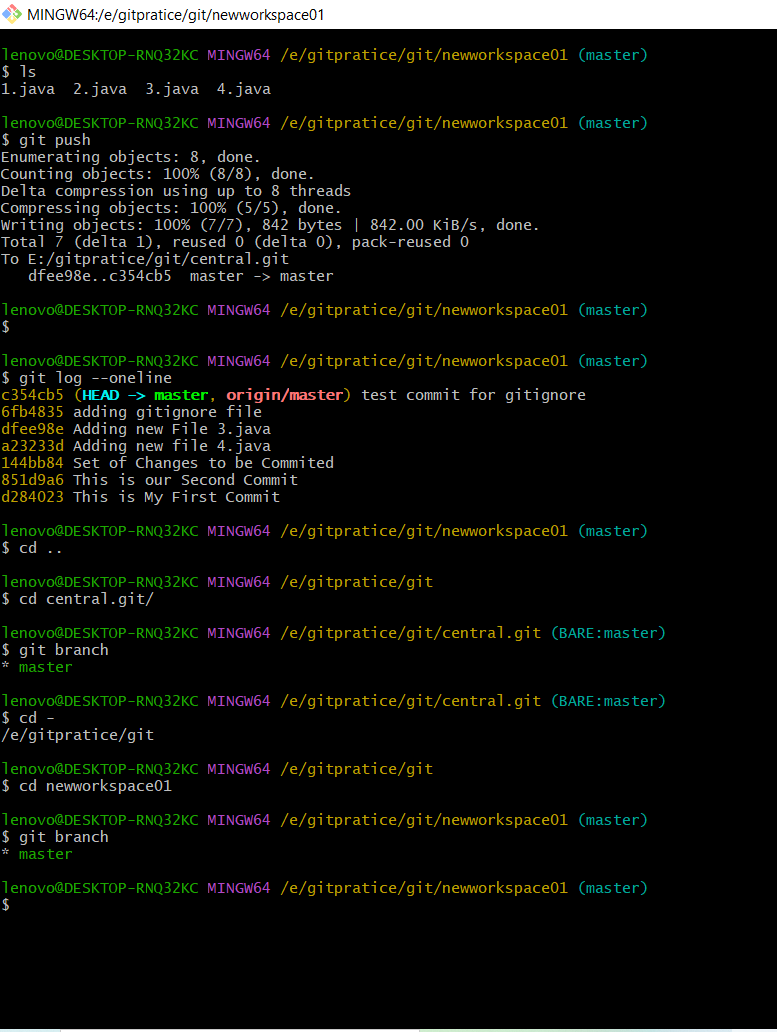 MINGW64:/e/gitpratice/git/newworkspace01
lenovo@DESKTOP-RNQ32KC MINGW64 /e/gitpratice/git/newworkspace01 (master)
$ ls
1.java  2.java  3.java  4.java
lenovo@DESKTOP-RNQ32KC MINGW64 /e/gitpratice/git/newworkspace01 (master)
$ git push
Enumerating objects: 8, done.
Counting objects: 100% (8/8), done.
Delta compression using up to 8 threads
Compressing objects: 100% (5/5), done.
Writing objects: 100% (7/7), 842 bytes | 842.00 KiB/s, done.
Total 7 (delta 1), reused 0 (delta 0), pack-reused 0
To E:/gitpratice/git/central.git
   dfee98e..c354cb5  master -> master
lenovo@DESKTOP-RNQ32KC MINGW64 /e/gitpratice/git/newworkspace01 (master)
$
lenovo@DESKTOP-RNQ32KC MINGW64 /e/gitpratice/git/newworkspace01 (master)
$ git log --oneline
c354cb5 (HEAD -> master, origin/master) test commit for gitignore
6fb4835 adding gitignore file
dfee98e Adding new File 3.java
a23233d Adding new file 4.java
144bb84 Set of Changes to be Commited
851d9a6 This is our Second Commit
d284023 This is My First Commit
lenovo@DESKTOP-RNQ32KC MINGW64 /e/gitpratice/git/newworkspace01 (master)
$ cd ..
lenovo@DESKTOP-RNQ32KC MINGW64 /e/gitpratice/git
$ cd central.git/
lenovo@DESKTOP-RNQ32KC MINGW64 /e/gitpratice/git/central.git (BARE:master)
$ git branch
* master
lenovo@DESKTOP-RNQ32KC MINGW64 /e/gitpratice/git/central.git (BARE:master)
$ cd -
/e/gitpratice/git
lenovo@DESKTOP-RNQ32KC MINGW64 /e/gitpratice/git
$ cd newworkspace01
lenovo@DESKTOP-RNQ32KC MINGW64 /e/gitpratice/git/newworkspace01 (master)
$ git branch
* master
lenovo@DESKTOP-RNQ32KC MINGW64 /e/gitpratice/git/newworkspace01 (master)
$